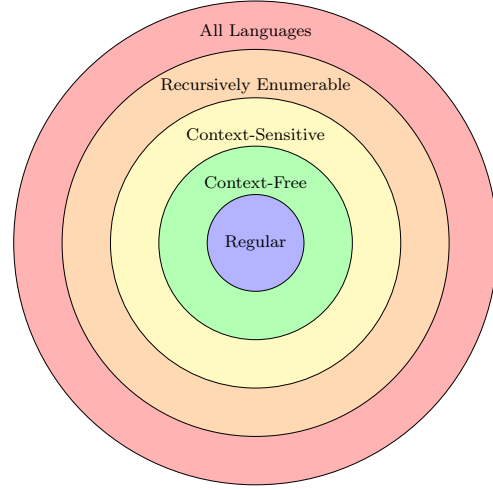 All Languages
Recursively Enumerable
Context-Sensitive
Context-Free
Regular